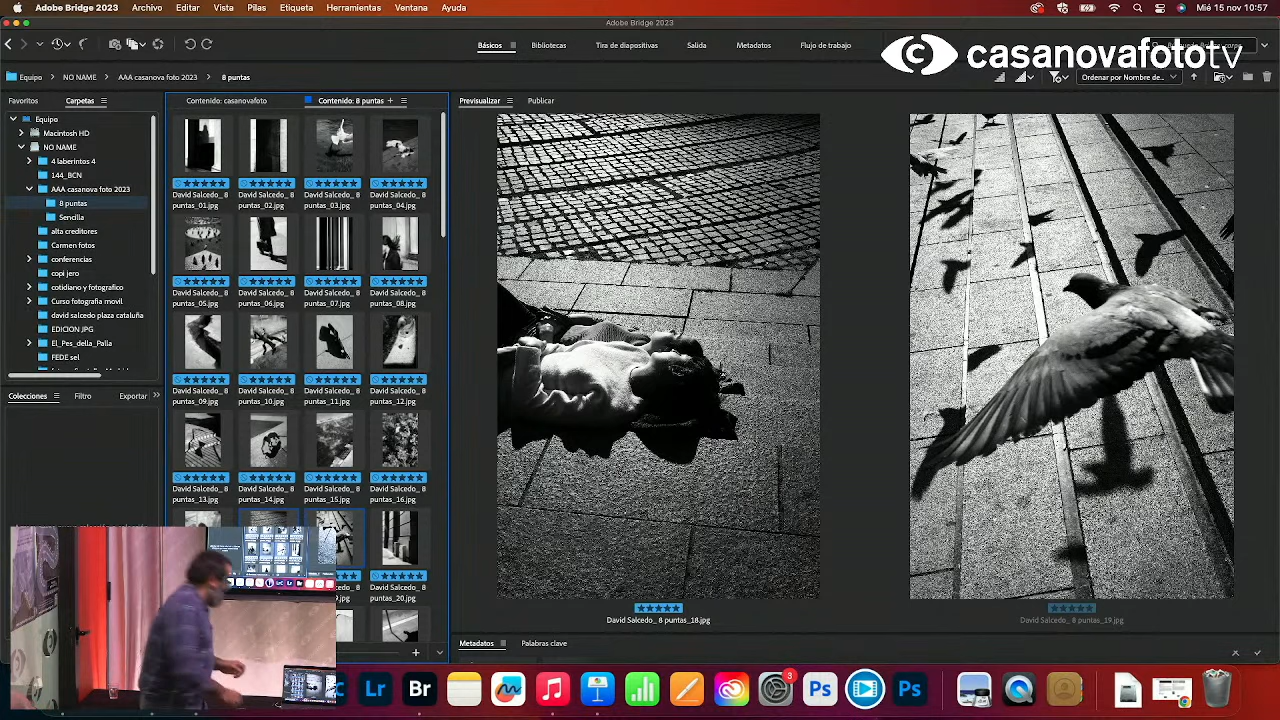 Adobe Bridge 2023 Archivo Editar Vista Pilas Etiqueta Herramientas Ventana Ayuda Mié 15 nov 10:57
Adobe Bridge 2023
Básicos Bibliotecas Tira de diapositivas Salida Metadatos Flujo de trabajo
casanovafototv
Equipo NO NAME AAA casanova foto 2023 8 puntas
Ordenar por Nombre de...
Favoritos Carpetas
Contenido: casanovafoto Contenido: 8 puntas
Previsualizar Publicar
Equipo
Macintosh HD
NO NAME
4 laberintos 4
144_BCN
AAA casanova foto 2023
8 puntas
Sencilla
alta creditores
Carmen fotos
conferencias
copi jero
cotidiano y fotografico
Curso fotografia movil
david salcedo plaza cataluña
EDICION JPG
El_Pes_della_Palla
FEDE sel
Colecciones Filtro Exportar
David Salcedo_ 8 puntas_01.jpg
David Salcedo_ 8 puntas_02.jpg
David Salcedo_ 8 puntas_03.jpg
David Salcedo_ 8 puntas_04.jpg
David Salcedo_ 8 puntas_05.jpg
David Salcedo_ 8 puntas_06.jpg
David Salcedo_ 8 puntas_07.jpg
David Salcedo_ 8 puntas_08.jpg
David Salcedo_ 8 puntas_09.jpg
David Salcedo_ 8 puntas_10.jpg
David Salcedo_ 8 puntas_11.jpg
David Salcedo_ 8 puntas_12.jpg
David Salcedo_ 8 puntas_13.jpg
David Salcedo_ 8 puntas_14.jpg
David Salcedo_ 8 puntas_15.jpg
David Salcedo_ 8 puntas_16.jpg
David Salcedo_ 8 puntas_20.jpg
David Salcedo_ 8 puntas_18.jpg
David Salcedo_ 8 puntas_19.jpg
Metadatos Palabras clave
Lr Br 3 Ps Ps